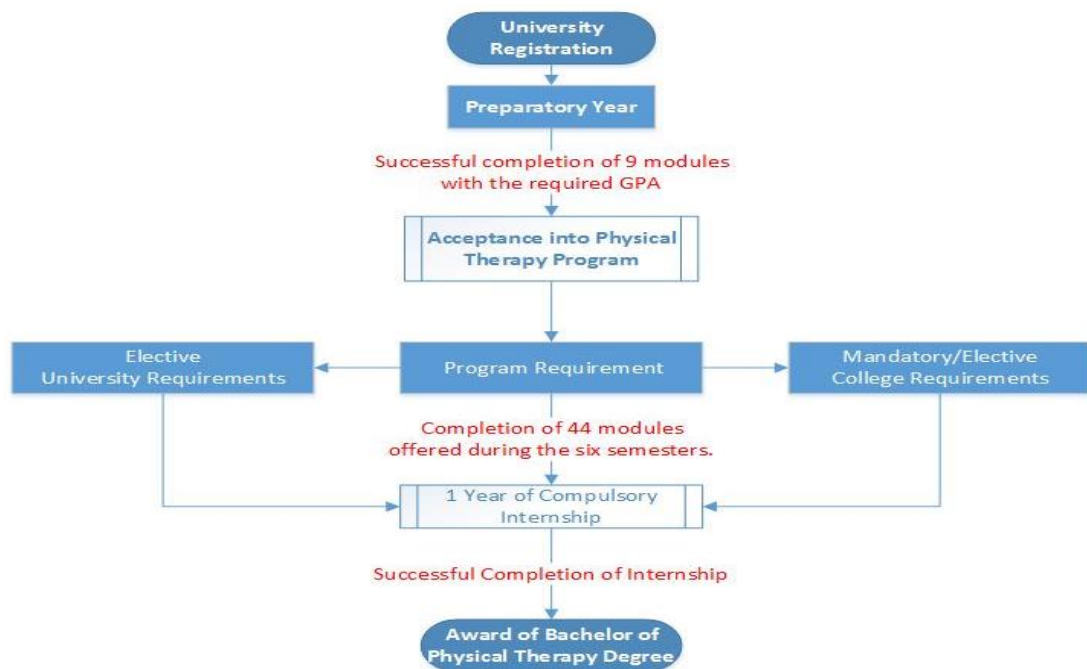 University
Registration
Preparatory Year
Successful completion of 9 modules
with the required GPA
Acceptance into Physical
Therapy Program
Elective
University Requirements
Program Requirement
Mandatory/Elective
College Requirements
Completion of 44 modules
offered during the six semesters.
1 Year of Compulsory
Internship
Successful Completion of Internship
Award of Bachelor of
Physical Therapy Degree